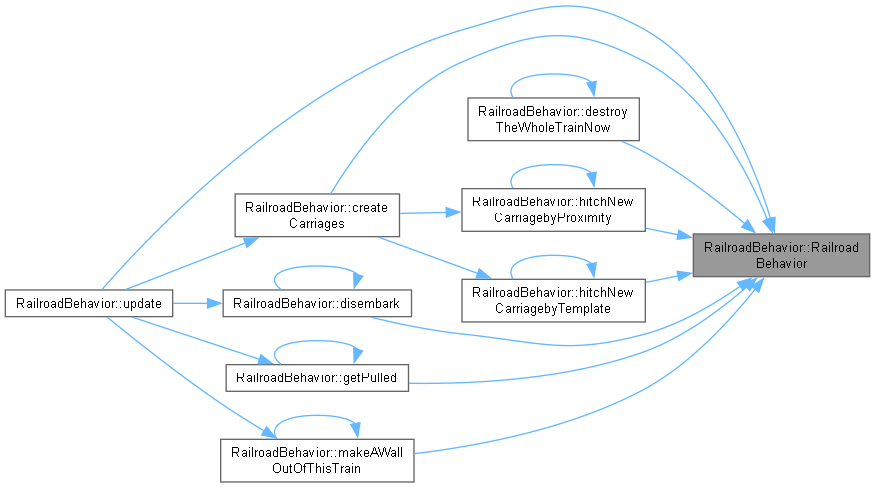 RailroadBehavior::destroy
TheWholeTrainNow
RailroadBehavior::hitchNew
CarriagebyProximity
RailroadBehavior::create
Carriages
RailroadBehavior::Railroad
Behavior
RailroadBehavior::hitchNew
CarriagebyTemplate
RailroadBehavior::update
RailroadBehavior::disembark
RailroadBehavior::getPulled
RailroadBehavior::makeAWall
OutOfThisTrain